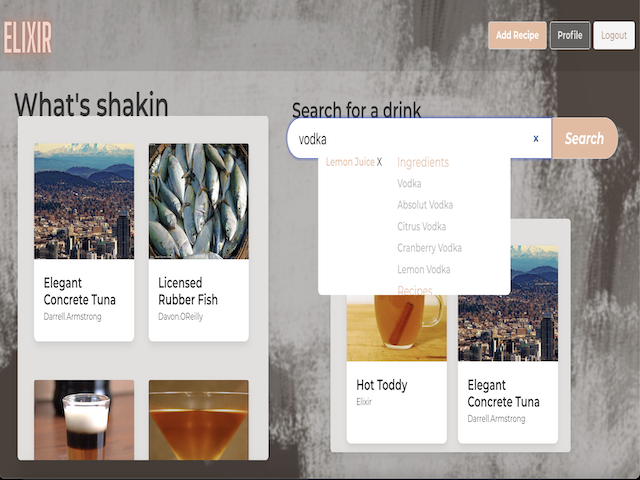 ELIXIR
Add Recipe
Profile
Logout
What's shakin
Search for a drink
vodka
x
Search
Lemon Juice X
Ingredients
Vodka
Absolut Vodka
Citrus Vodka
Cranberry Vodka
Lemon Vodka
Recipes
Elegant
Concrete Tuna
Darrell.Armstrong
Licensed
Rubber Fish
Davon.OReilly
Hot Toddy
Elixir
Elegant
Concrete Tuna
Darrell.Armstrong